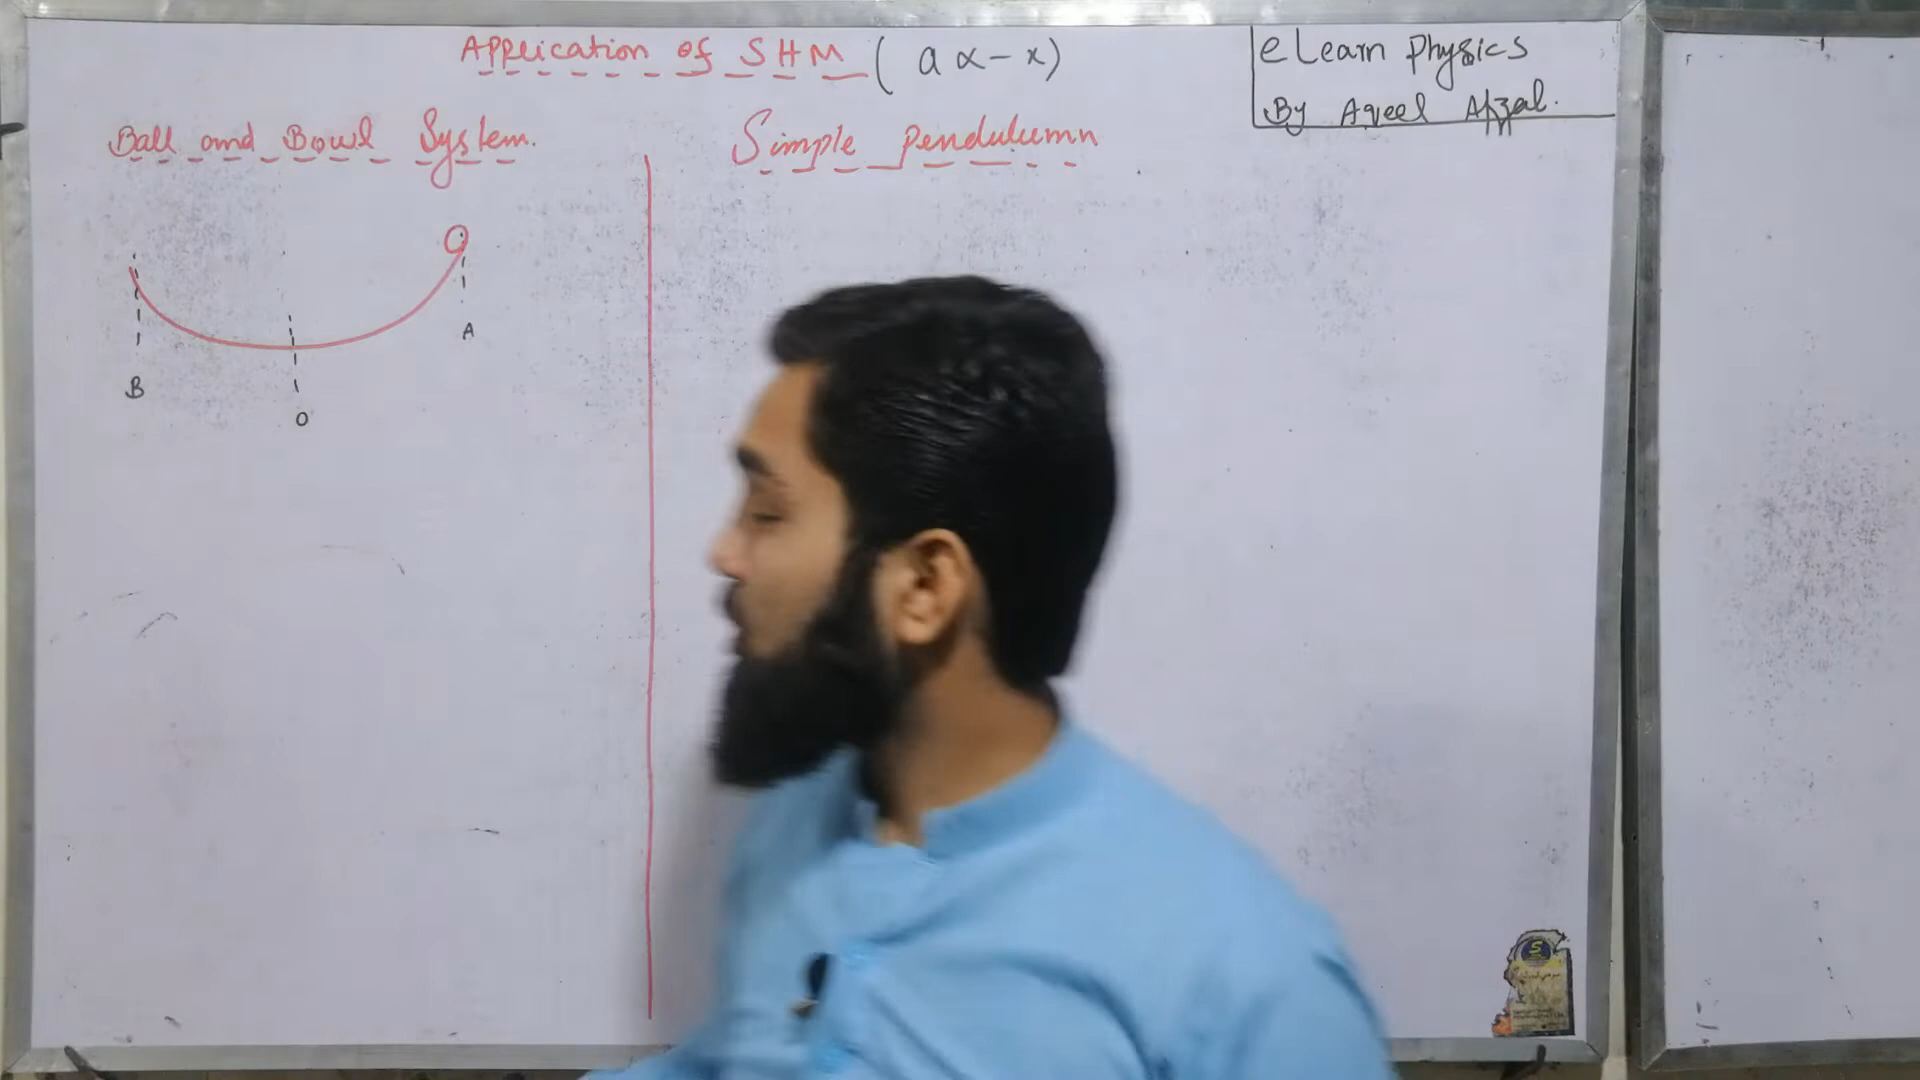 Application of SHM (a α - x)
eLearn Physics
By Aqeel Afzal.
Ball and Bowl System.
Simple Pendulumn
A
B
O
S